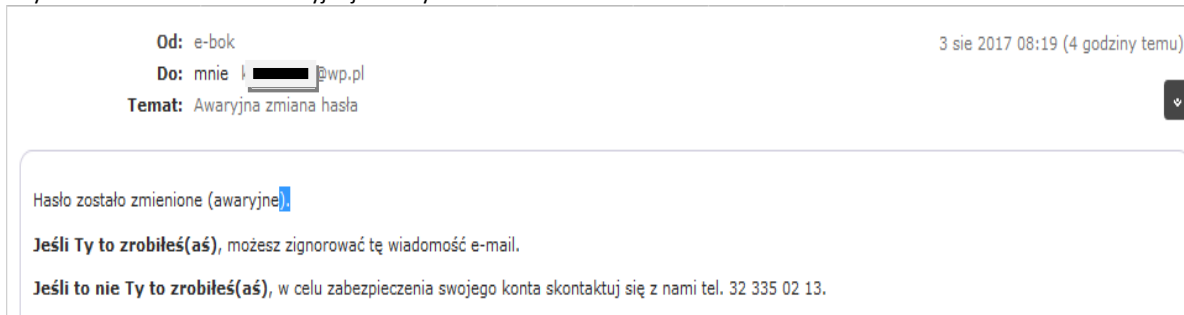 Od: e-bok
3 sie 2017 08:19 (4 godziny temu)
Do: mnie @wp.pl
Temat: Awaryjna zmiana hasła
Hasło zostało zmienione (awaryjne).
Jeśli Ty to zrobiłeś(aś), możesz zignorować tę wiadomość e-mail.
Jeśli to nie Ty to zrobiłeś(aś), w celu zabezpieczenia swojego konta skontaktuj się z nami tel. 32 335 02 13.